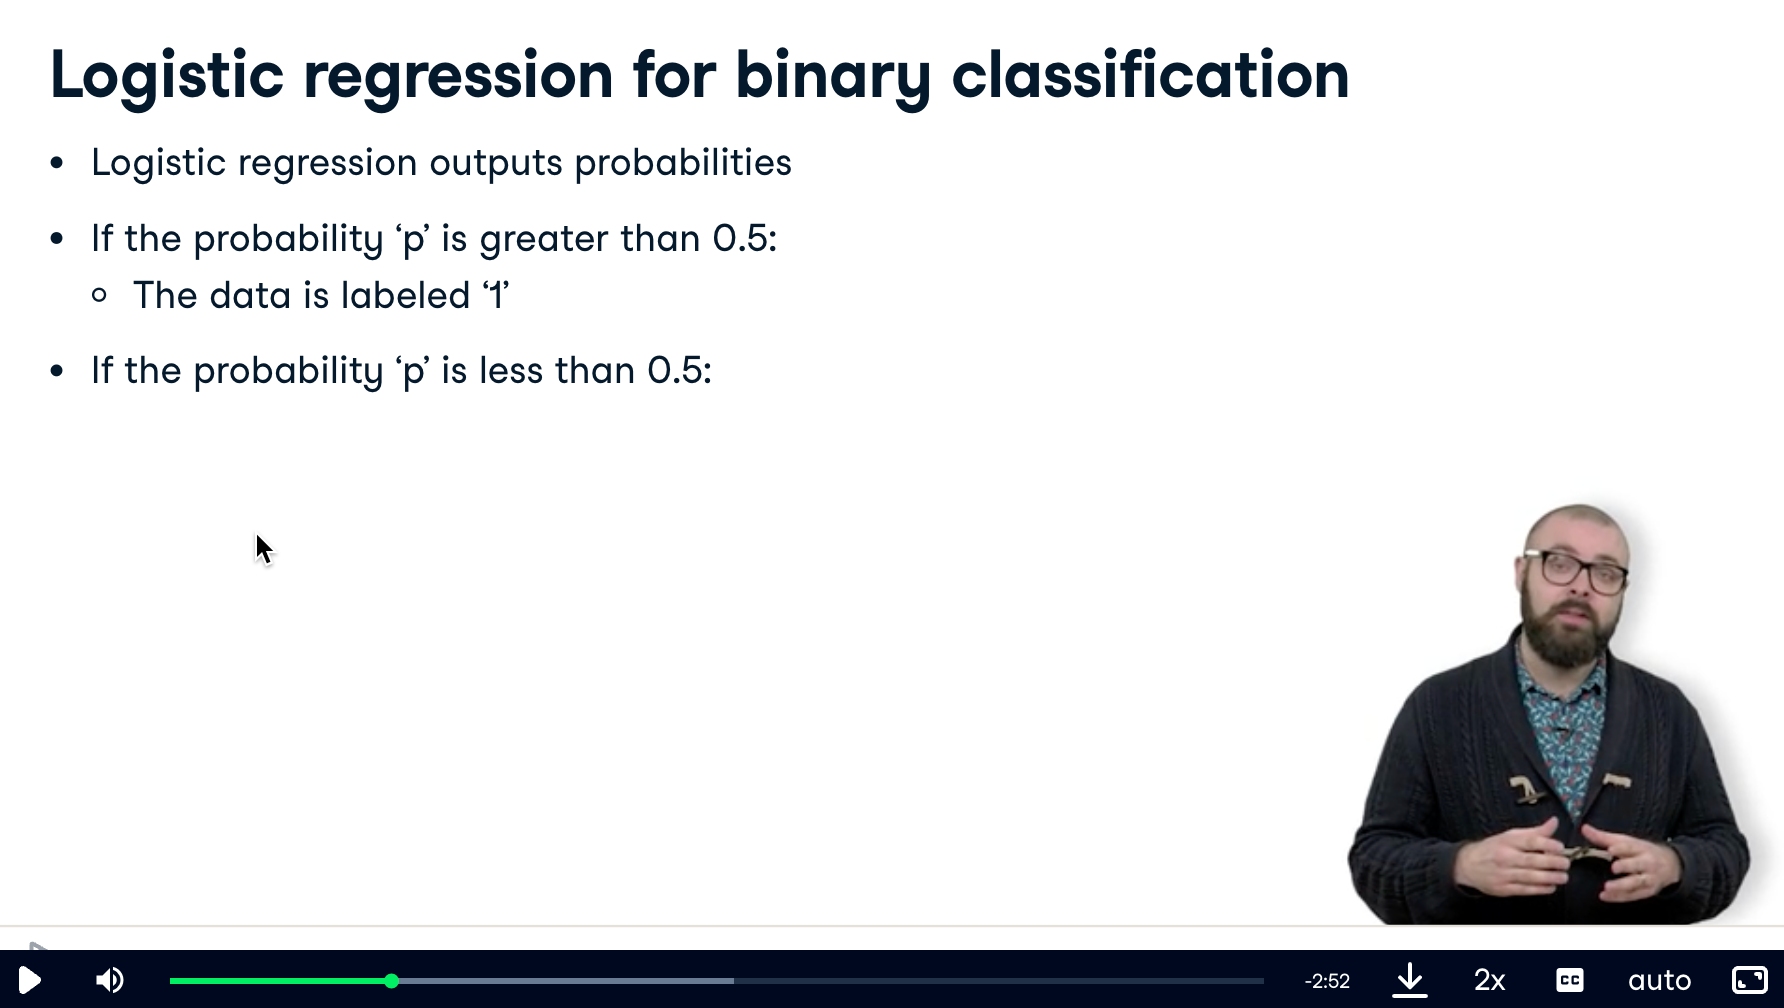 Logistic regression for binary classification
• Logistic regression outputs probabilities
• If the probability ‘p’ is greater than 0.5:
○ The data is labeled ‘1’
• If the probability ‘p’ is less than 0.5:
-2:52
2x
CC
auto